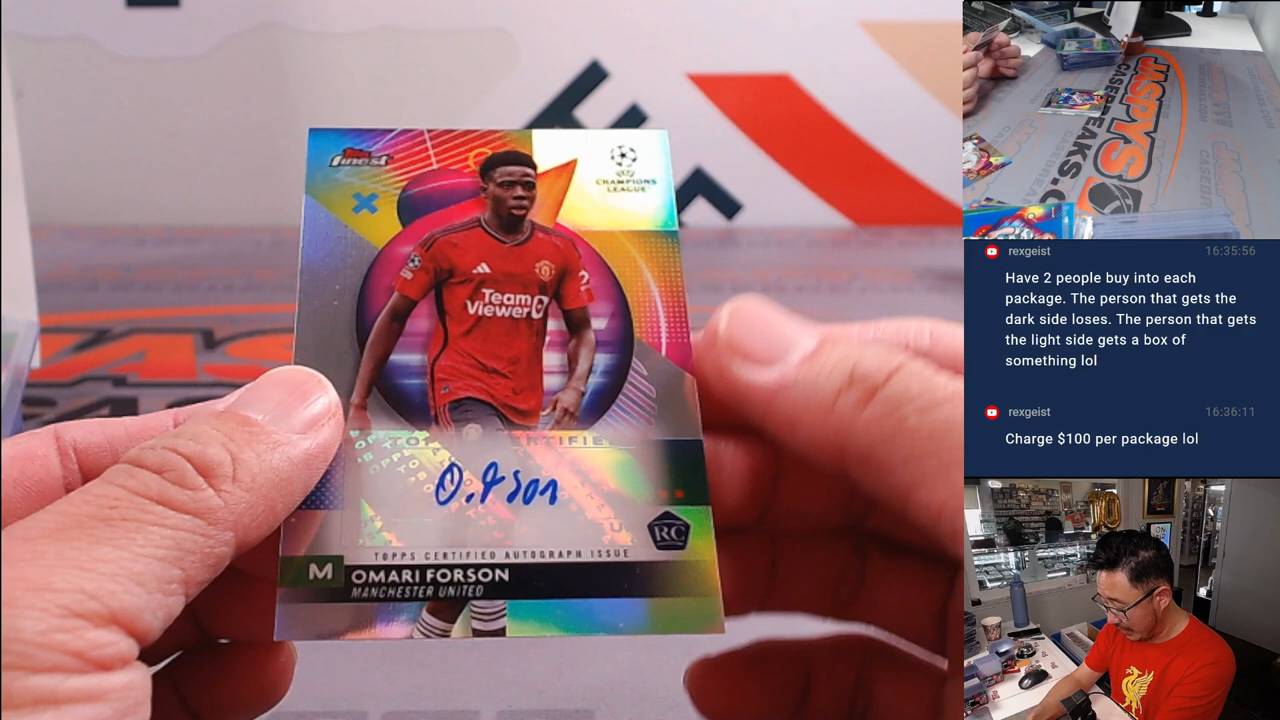 Topps
finest
CHAMPIONS
LEAGUE
Team
Viewer
TOPPS CERTIFIED AUTOGRAPH ISSUE
RC
M OMARI FORSON
MANCHESTER UNITED
JASPYS
CASEBREAKS.COM
rexgeist 16:35:56
Have 2 people buy into each
package. The person that gets the
dark side loses. The person that gets
the light side gets a box of
something lol
rexgeist 16:36:11
Charge $100 per package lol
10